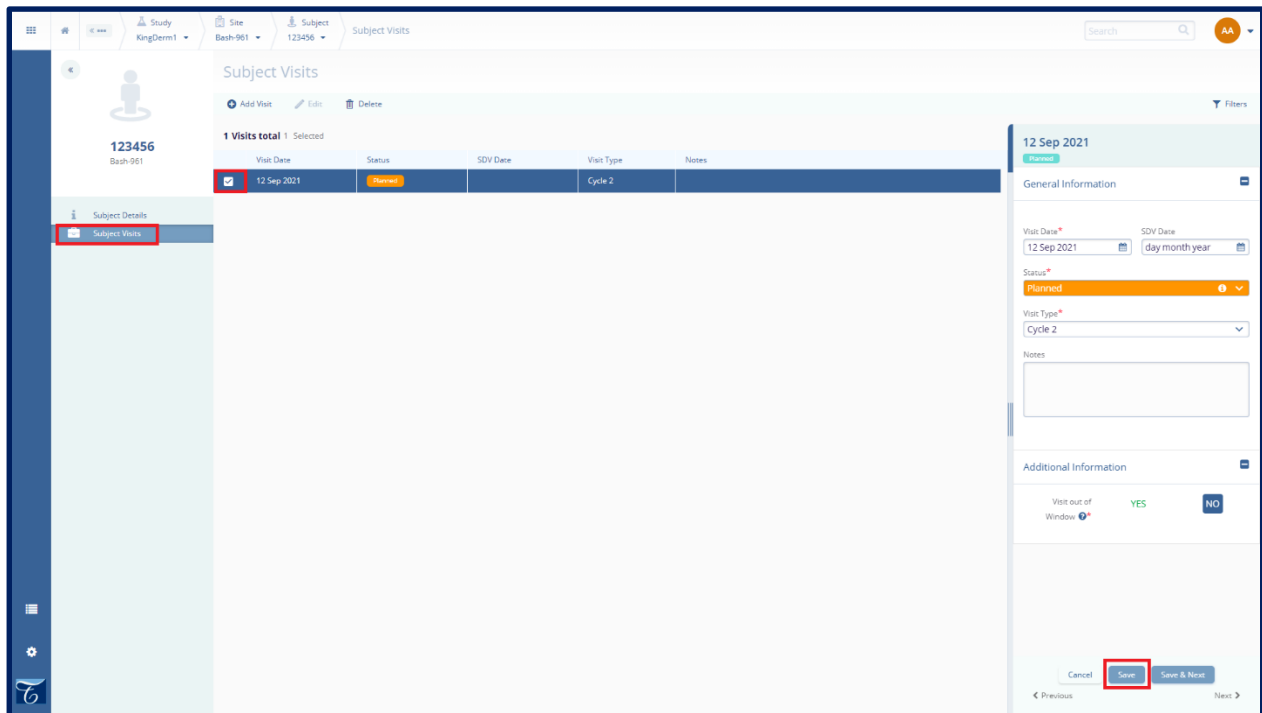 Study
KingDerm1
Site
Bash-961
Subject
123456
Subject Visits
Search
AA
Subject Visits
Add Visit Edit Delete
Filters
123456
Bash-961
Subject Details
Subject Visits
1 Visits total 1 Selected
Visit Date Status SDV Date Visit Type Notes
12 Sep 2021 Planned Cycle 2
12 Sep 2021
Planned
General Information
Visit Date* SDV Date
12 Sep 2021 day month year
Status*
Planned
Visit Type*
Cycle 2
Notes
Additional Information
Visit out of YES NO
Window ?*
Cancel Save Save & Next
Previous Next